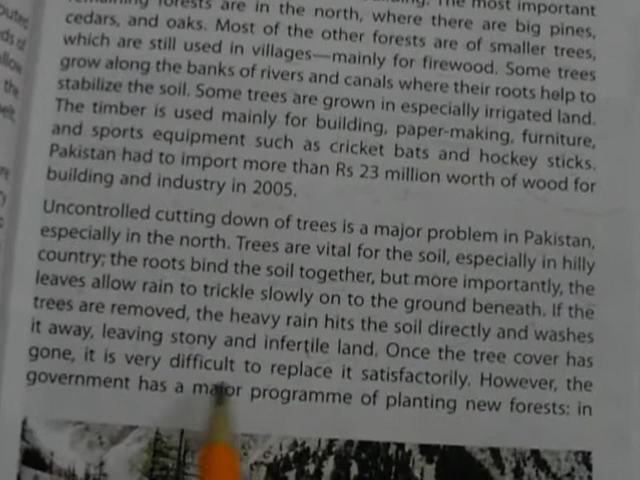 remaining forests are in the north, where there are big pines,
cedars, and oaks. Most of the other forests are of smaller trees,
which are still used in villages—mainly for firewood. Some trees
grow along the banks of rivers and canals where their roots help to
stabilize the soil. Some trees are grown in especially irrigated land.
The timber is used mainly for building, paper-making, furniture,
and sports equipment such as cricket bats and hockey sticks.
Pakistan had to import more than Rs 23 million worth of wood for
building and industry in 2005.
Uncontrolled cutting down of trees is a major problem in Pakistan,
especially in the north. Trees are vital for the soil, especially in hilly
country; the roots bind the soil together, but more importantly, the
leaves allow rain to trickle slowly on to the ground beneath. If the
trees are removed, the heavy rain hits the soil directly and washes
it away, leaving stony and infertile land. Once the tree cover has
gone, it is very difficult to replace it satisfactorily. However, the
government has a major programme of planting new forests: in